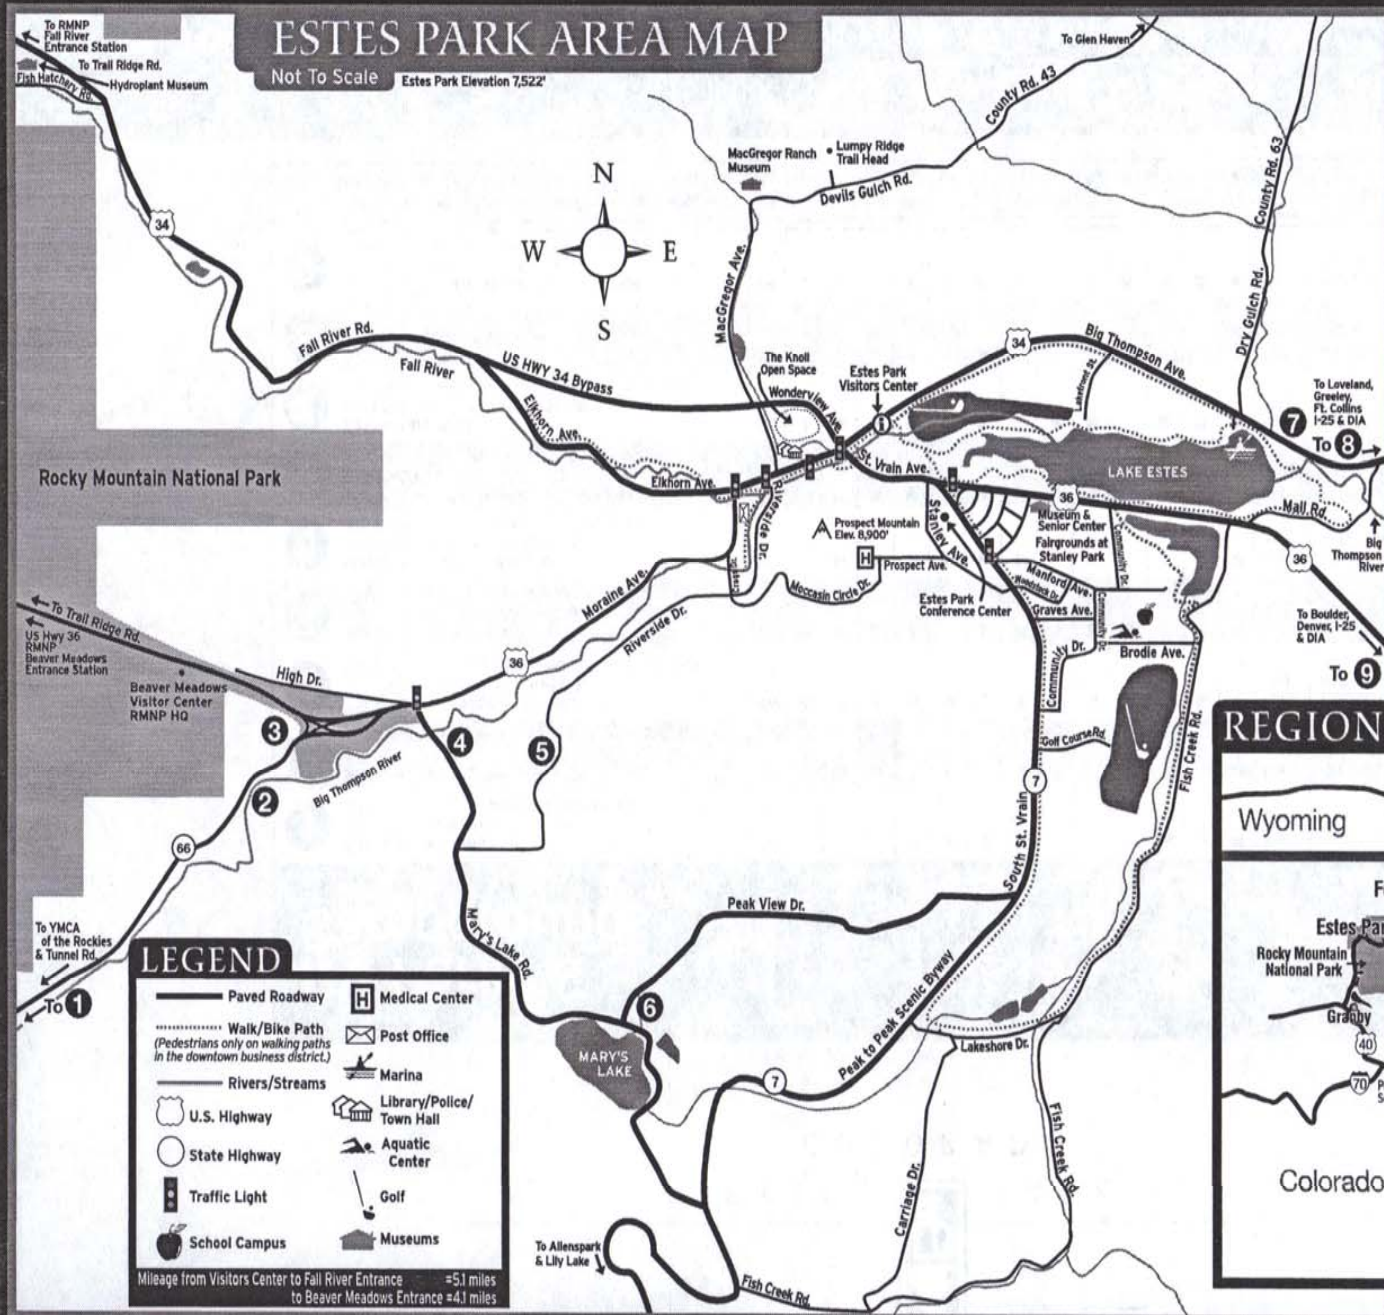 ESTES PARK AREA MAP
Not To Scale
Estes Park Elevation 7,522'
To RMNP
Fall River
Entrance Station
To Trail Ridge Rd.
Fish Hatchery Rd.
Hydroplant Museum
34
To Glen Haven
County Rd. 43
MacGregor Ranch
Museum
Lumpy Ridge
Trail Head
Devils Gulch Rd.
County Rd. 63
Dry Gulch Rd.
N
W
E
S
MacGregor Ave.
Fall River Rd.
Fall River
US HWY 34 Bypass
Elkhorn Ave.
Elkhorn Ave.
The Knoll
Open Space
Wonderview Ave.
Estes Park
Visitors Center
i
34
Big Thompson Ave.
Lakefront St.
To Loveland,
Greeley,
Ft. Collins
I-25 & DIA
7
To 8
St. Vrain Ave.
LAKE ESTES
36
Mall Rd.
Big
Thompson
River
Rocky Mountain National Park
Riverside Dr.
Prospect Mountain
Elev. 8,900'
H
Prospect Ave.
Stanley Ave.
Museum &
Senior Center
Fairgrounds at
Stanley Park
Community Dr.
36
Moccasin Circle Dr.
Estes Park
Conference Center
Manford Ave.
Woodstock Dr.
Graves Ave.
Community Dr.
Brodie Ave.
Community Dr.
To Boulder,
Denver, I-25
& DIA
To 9
To Trail Ridge Rd.
US Hwy 36
RMNP
Beaver Meadows
Entrance Station
Moraine Ave.
Riverside Dr.
36
High Dr.
Beaver Meadows
Visitor Center
RMNP HQ
3
4
5
2
Big Thompson River
66
Golf Course Rd.
Fish Creek Rd.
7
South St. Vrain
Peak View Dr.
Mary's Lake Rd.
6
MARY'S
LAKE
Peak to Peak Scenic Byway
7
Lakeshore Dr.
Carriage Dr.
Fish Creek Rd.
Fish Creek Rd.
To Allenspark
& Lily Lake
To YMCA
of the Rockies
& Tunnel Rd.
To 1
LEGEND
Paved Roadway
Walk/Bike Path
(Pedestrians only on walking paths
in the downtown business district.)
Rivers/Streams
U.S. Highway
State Highway
Traffic Light
School Campus
H Medical Center
Post Office
Marina
Library/Police/
Town Hall
Aquatic
Center
Golf
Museums
Mileage from Visitors Center to Fall River Entrance =5.1 miles
to Beaver Meadows Entrance =4.1 miles
REGION
Wyoming
Estes Par
Rocky Mountain
National Park
Granby
40
70
Colorado